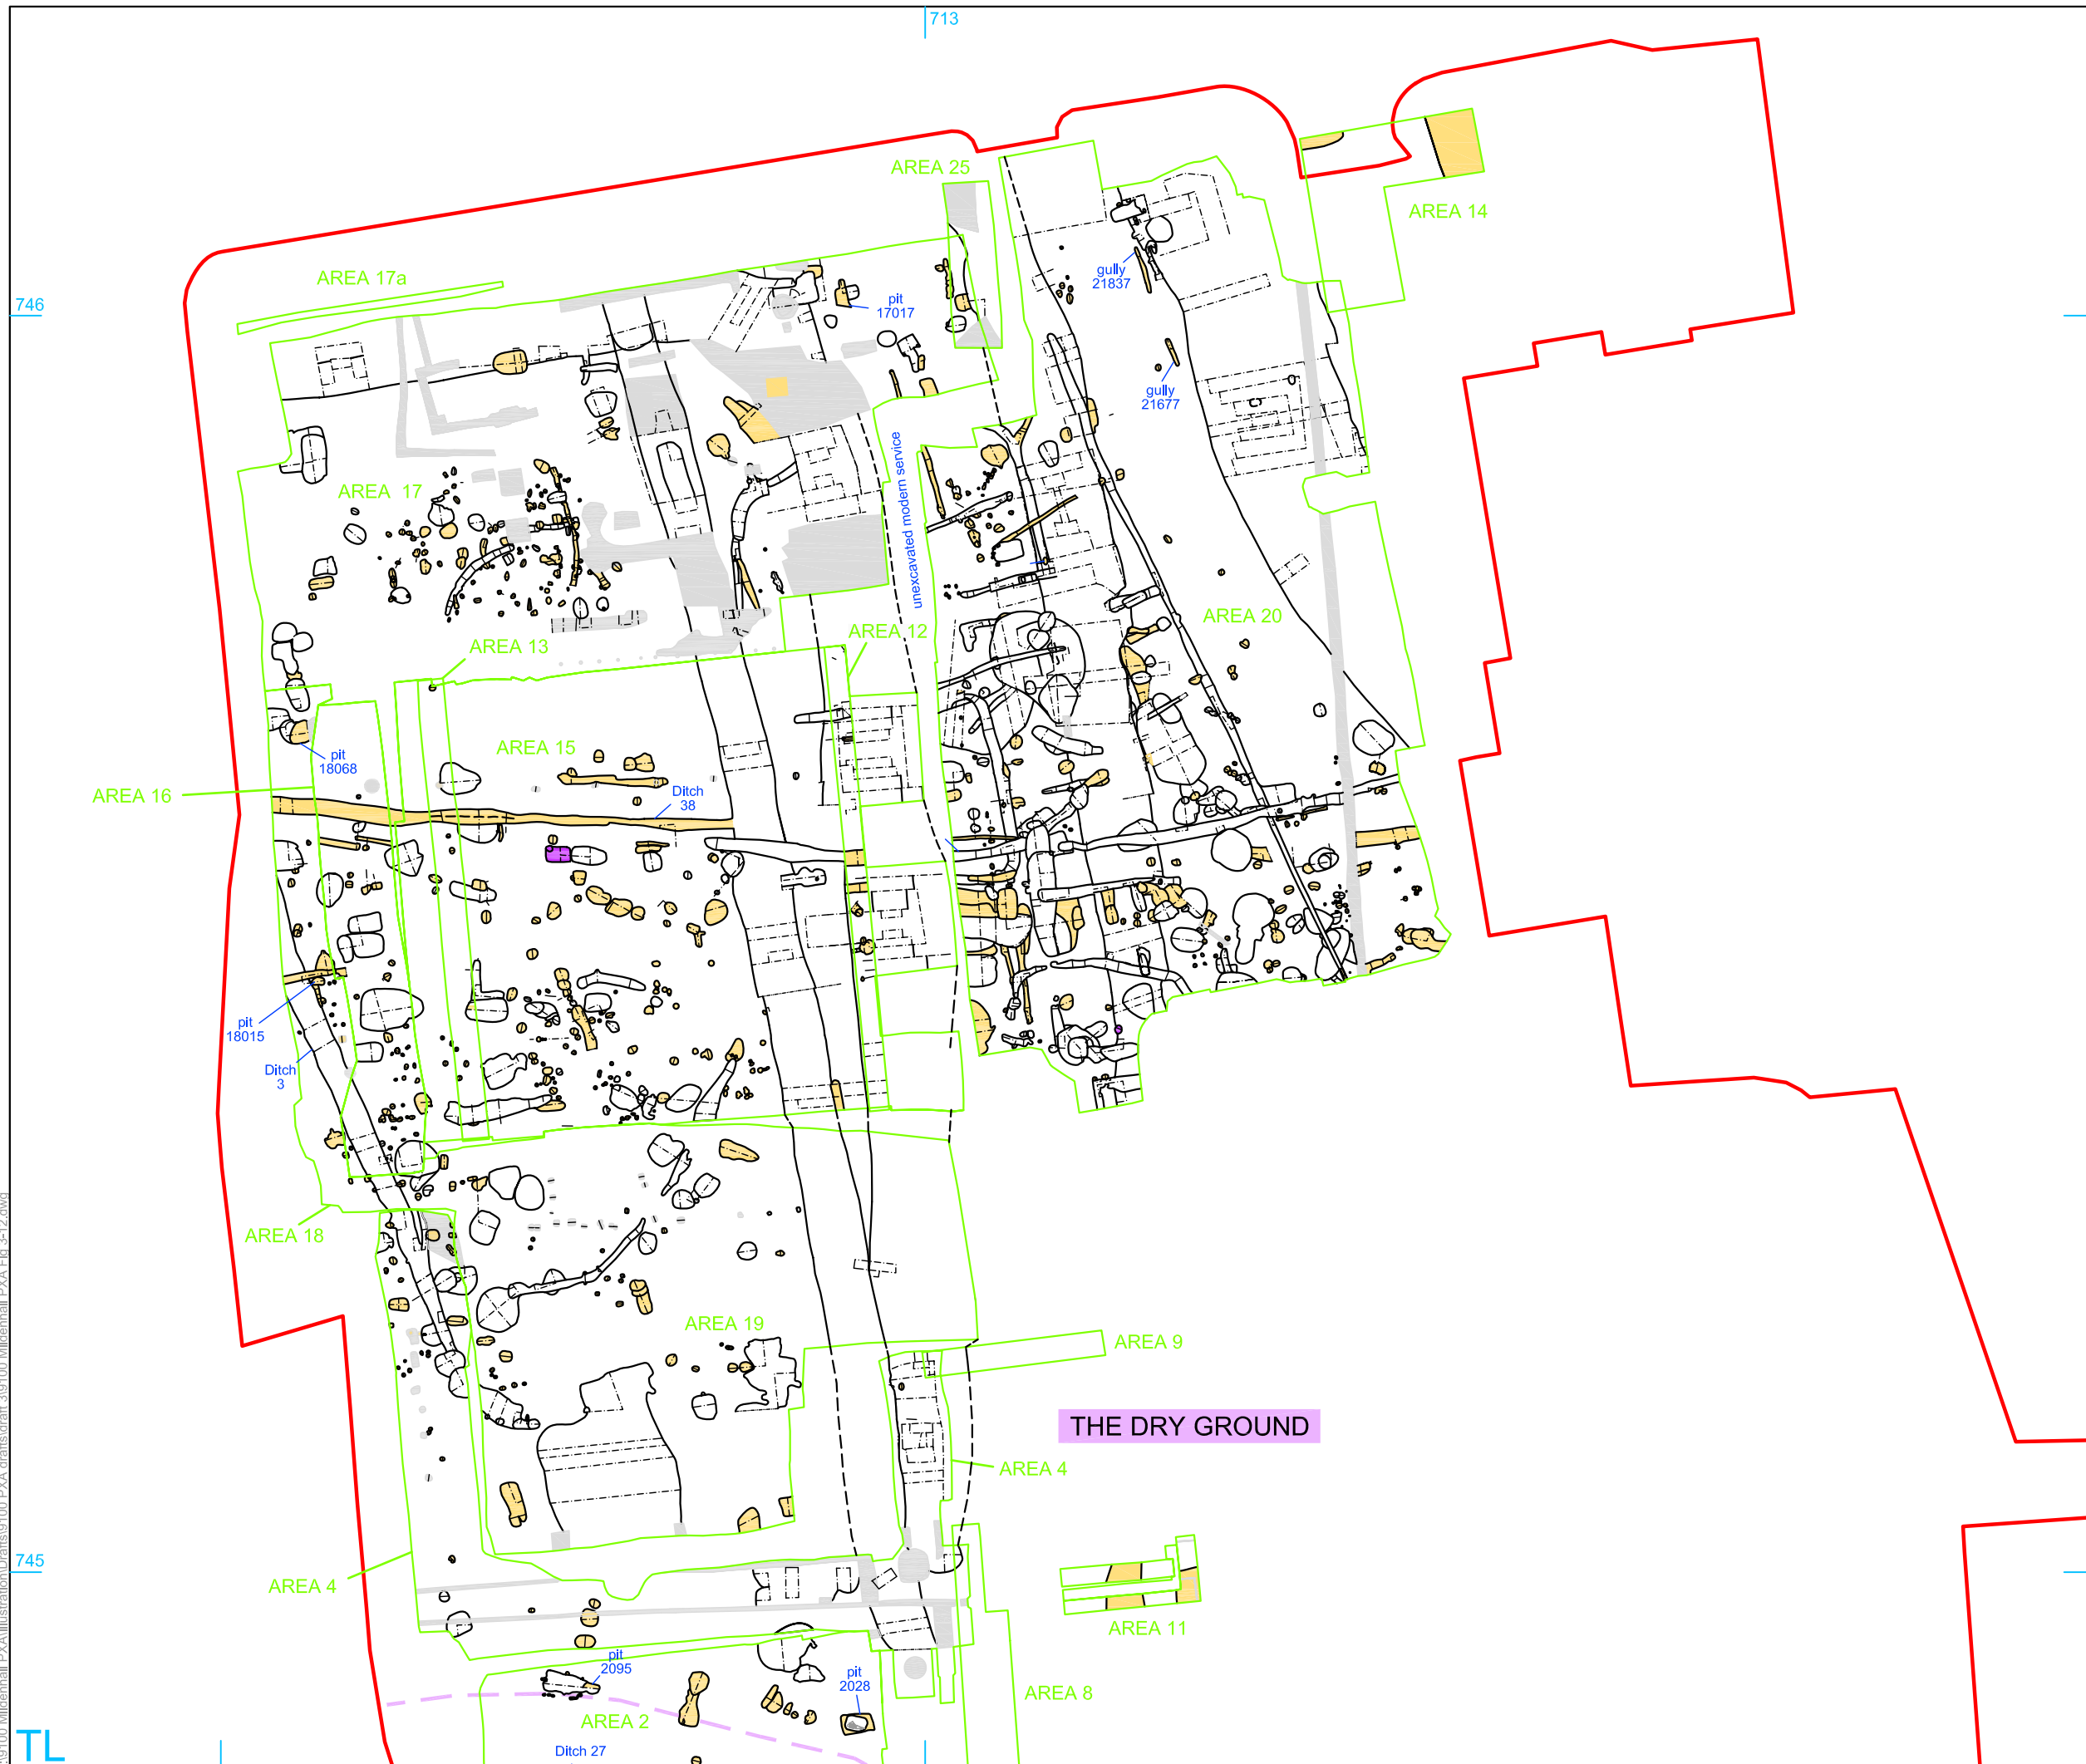 713
AREA 25
AREA 14
AREA 17a
gully
21837
746
pit
17017
gully
21677
unexcavated modern service
AREA 17
AREA 20
AREA 12
AREA 13
AREA 15
pit
18068
AREA 16
Ditch
38
pit
18015
Ditch
3
AREA 18
AREA 19
AREA 9
THE DRY GROUND
AREA 4
745
AREA 4
AREA 11
pit
2095
pit
2028
AREA 8
AREA 2
TL
Ditch 27